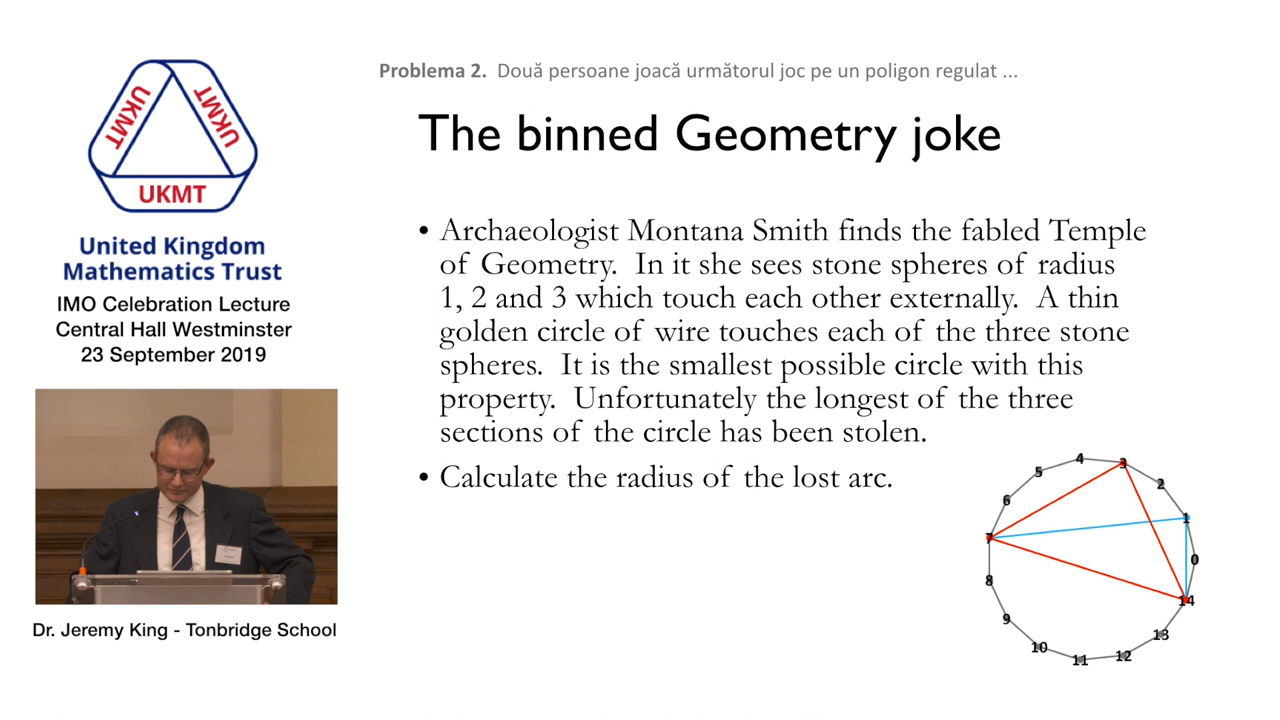 Problema 2. Două persoane joacă următorul joc pe un poligon regulat ...
The binned Geometry joke
UKMT
UKMT
UKMT
United Kingdom
Mathematics Trust
IMO Celebration Lecture
Central Hall Westminster
23 September 2019
Dr. Jeremy King - Tonbridge School
• Archaeologist Montana Smith finds the fabled Temple
of Geometry. In it she sees stone spheres of radius
1, 2 and 3 which touch each other externally. A thin
golden circle of wire touches each of the three stone
spheres. It is the smallest possible circle with this
property. Unfortunately the longest of the three
sections of the circle has been stolen.
• Calculate the radius of the lost arc.
4
3
5
2
6
1
7
0
8
14
9
13
10
12
11